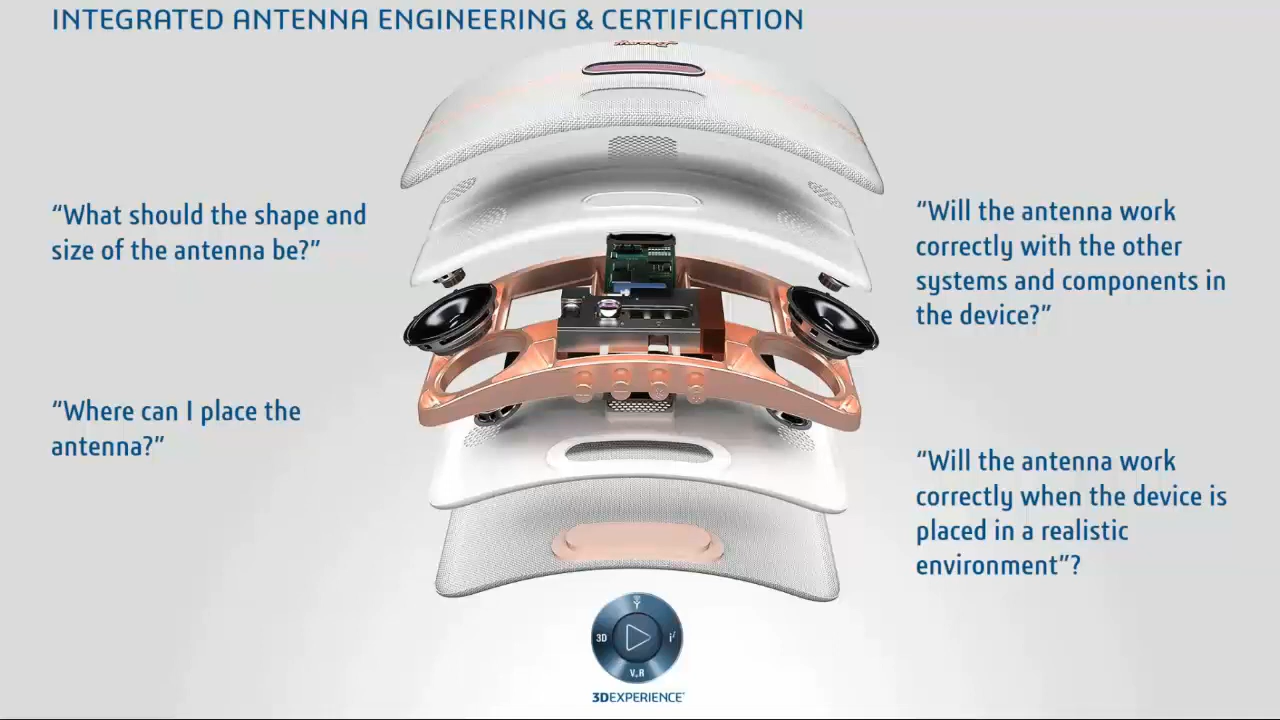 INTEGRATED ANTENNA ENGINEERING & CERTIFICATION
“What should the shape and
size of the antenna be?”
“Where can I place the
antenna?”
“Will the antenna work
correctly with the other
systems and components in
the device?”
“Will the antenna work
correctly when the device is
placed in a realistic
environment”?
3D
V,R
3DEXPERIENCE